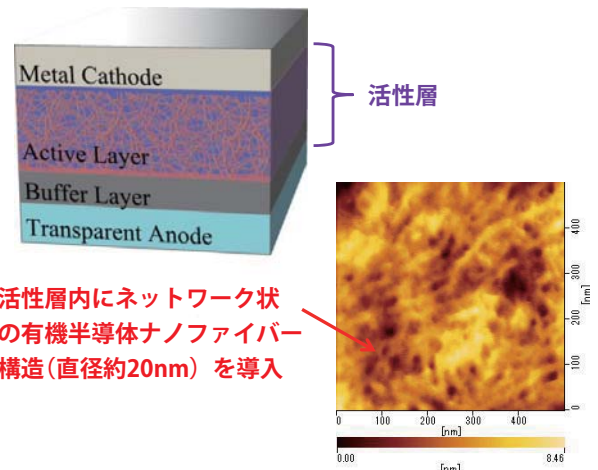 Metal Cathode
活性層
Active Layer
Buffer Layer
Transparent Anode
活性層内にネットワーク状
の有機半導体ナノファイバー
構造(直径約20nm）を導入
0 100 200 300 400
[nm]
0 100 200 300 400
[nm]
0.00 8.46
[nm]